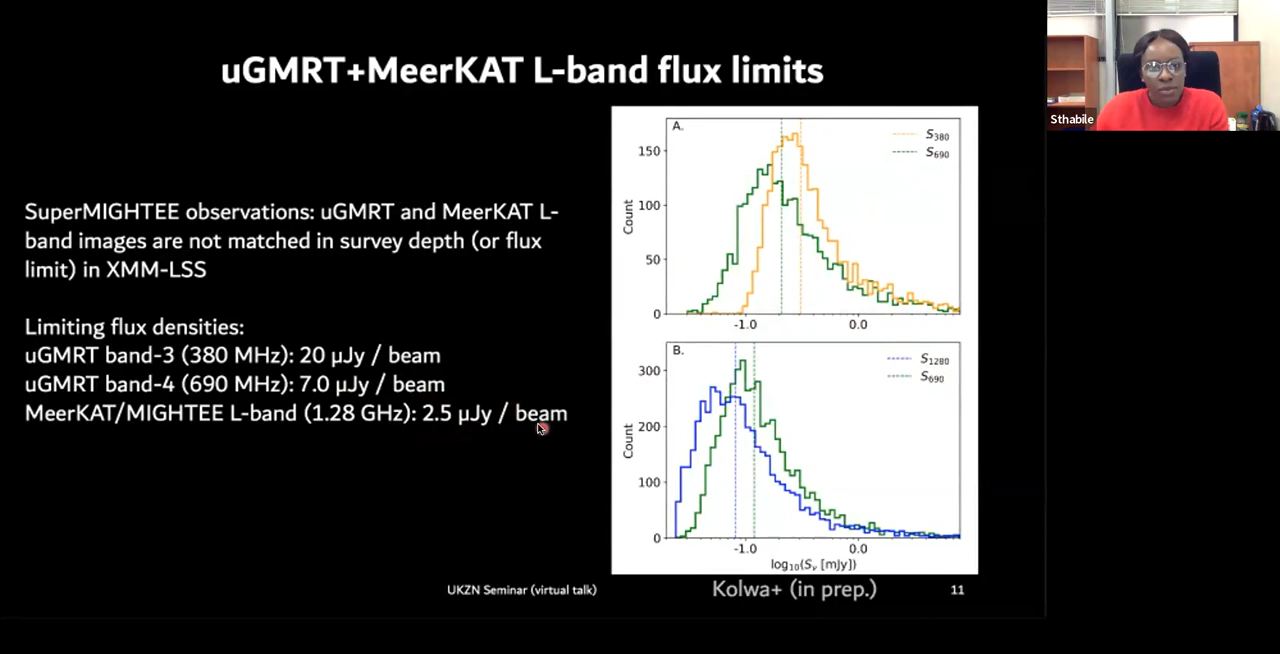 uGMRT+MeerKAT L-band flux limits
Sthabile
SuperMIGHTEE observations: uGMRT and MeerKAT L-
band images are not matched in survey depth (or flux
limit) in XMM-LSS
Limiting flux densities:
uGMRT band-3 (380 MHz): 20 μJy / beam
uGMRT band-4 (690 MHz): 7.0 μJy / beam
MeerKAT/MIGHTEE L-band (1.28 GHz): 2.5 μJy / beam
A.
S380
S690
150
100
50
0
Count
-1.0
0.0
B.
S1280
S690
300
200
100
0
Count
-1.0
0.0
log10(Sν [mJy])
UKZN Seminar (virtual talk)
Kolwa+ (in prep.)
11